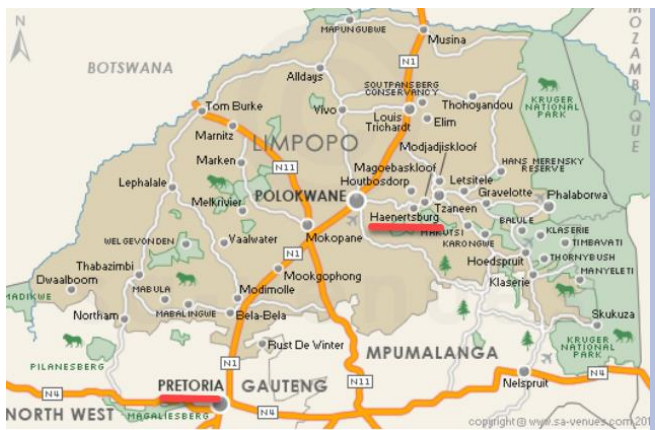 N
MAPUNGUBWE
Musina
MOZAMBIQUE
BOTSWANA
N1
Alldays
SOUTPANSBERG
CONSERVANCY
KRUGER
NATIONAL
PARK
Tom Burke
Vivo
Thohoyandou
Louis
Trichardt
Elim
Marnitz
LIMPOPO
Modjadjiskloof
Marken
N11
Magoebaskloof
HANS MERENSKY
RESERVE
Lephalale
Houtbosdorp
Letsitele
POLOKWANE
Gravelotte
Phalaborwa
Melkrivier
Haenertsburg
Tzaneen
BALULE
KLASERIE
MAKUTSI
WELGEVONDEN
Vaalwater
Mokopane
KARONGWE
TIMBAVATI
N1
Hoedspruit
THORNYBUSH
Thabazimbi
Mookgophong
MANYELETI
Dwaalboom
Klaserie
MADIKWE
MABULA
Modimolle
MABALINGWE
Bela-Bela
Northam
Skukuza
Rust De Winter
KRUGER
NATIONAL
PARK
PILANESBERG
N1
MPUMALANGA
PRETORIA
GAUTENG
N11
Nelspruit
N4
N4
N4
NORTH WEST
MAGALIESBERG
copyright © www.sa-venues.com 201